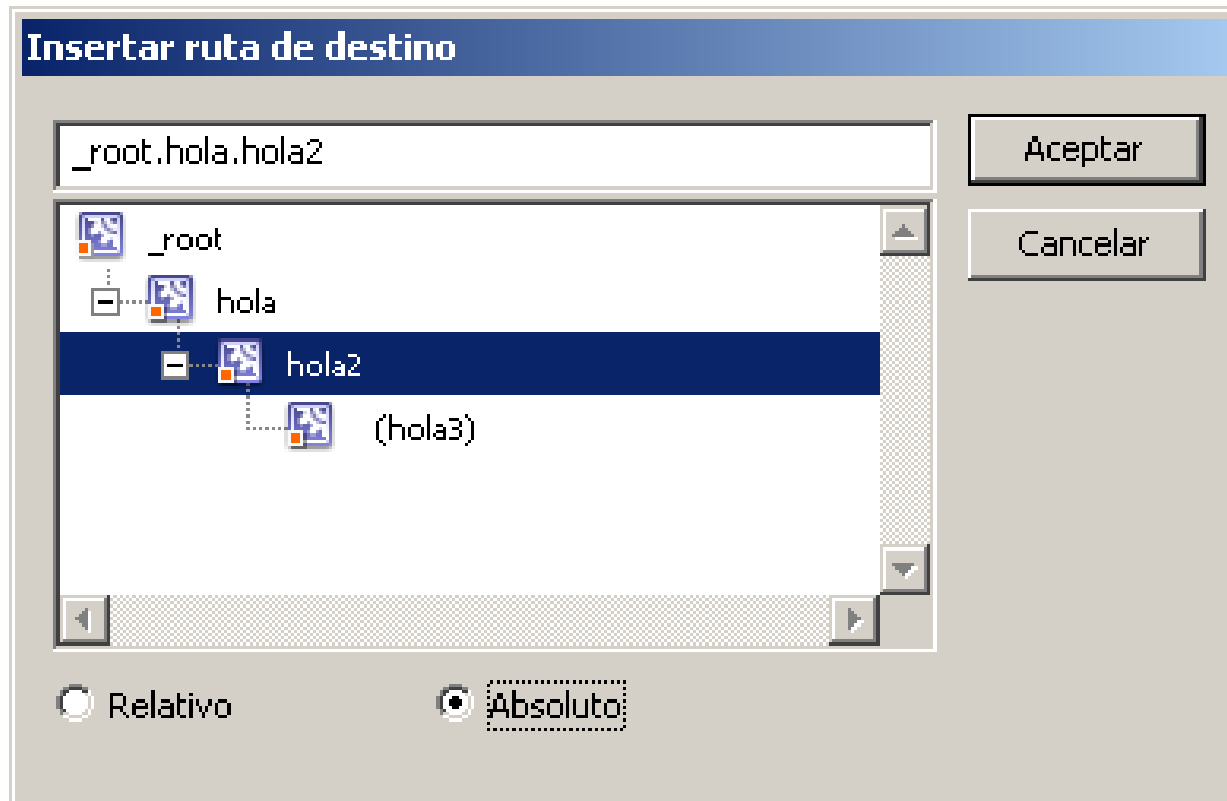 Insertar ruta de destino
_root.hola.hola2
Aceptar
Cancelar
_root
hola
hola2
(hola3)
Relativo
Absoluto